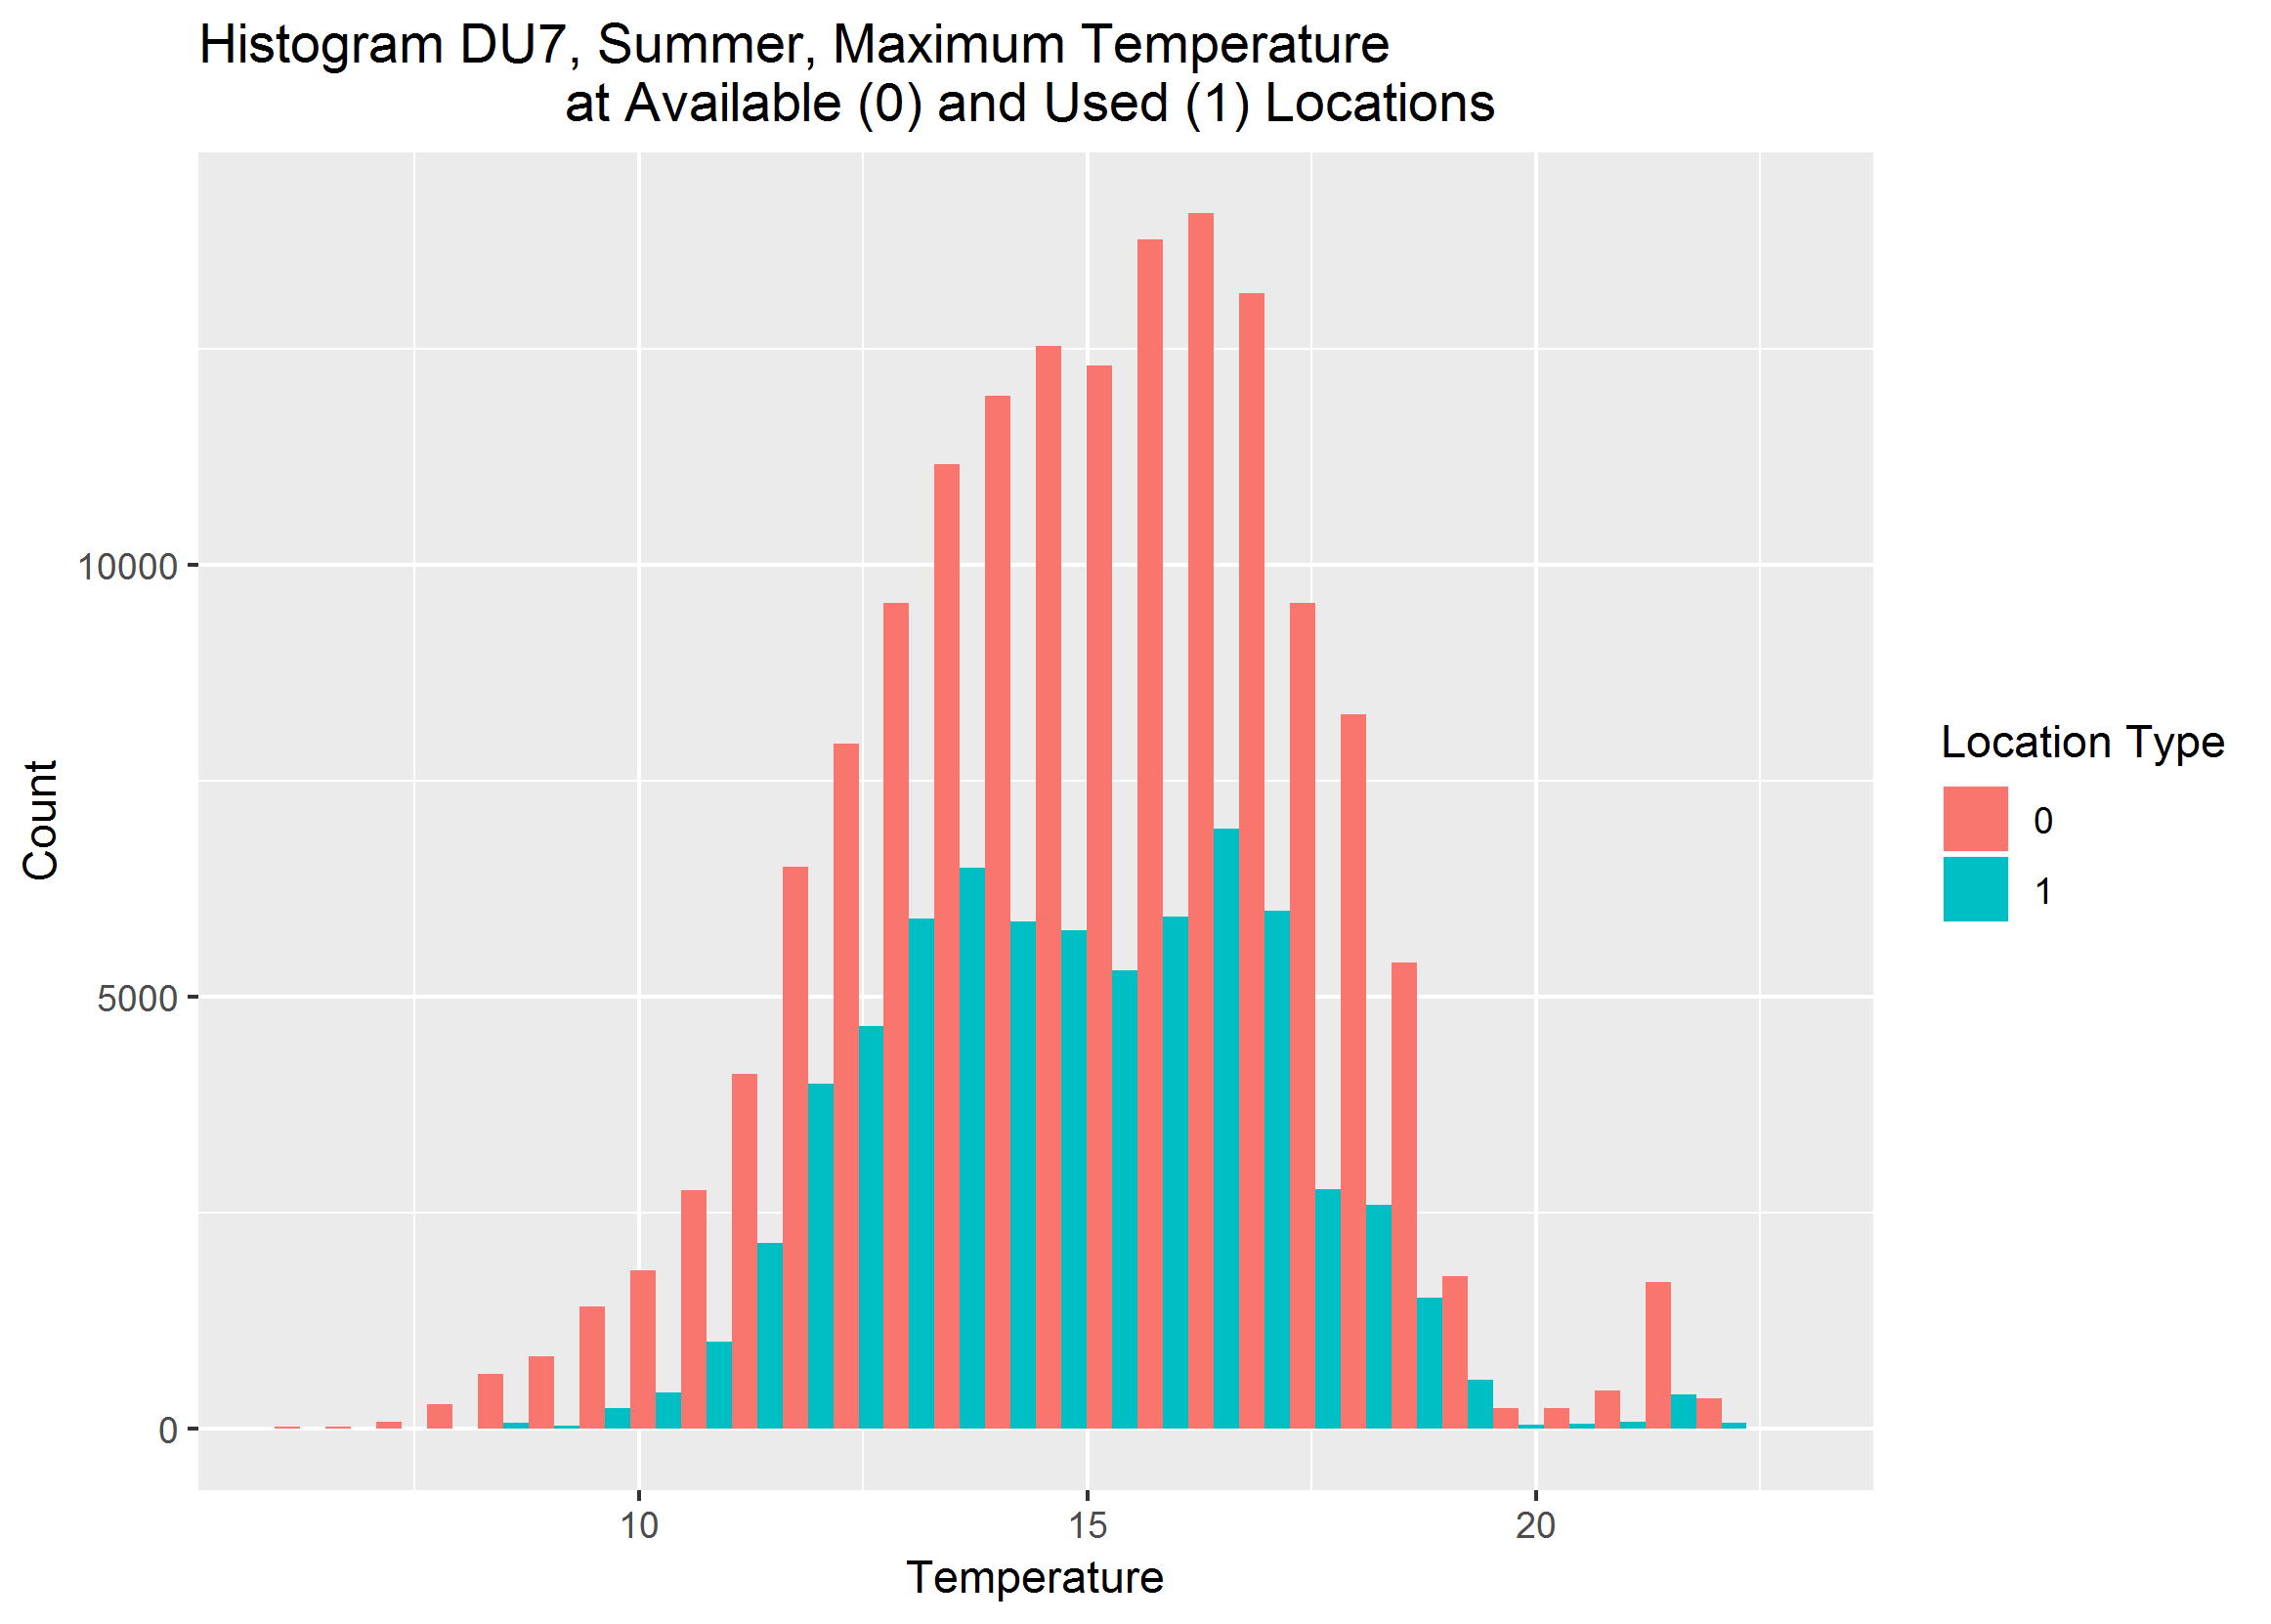 Histogram DU7, Summer, Maximum Temperature
at Available (0) and Used (1) Locations
Count
10000
5000
0
10
15
20
Temperature
Location Type
0
1